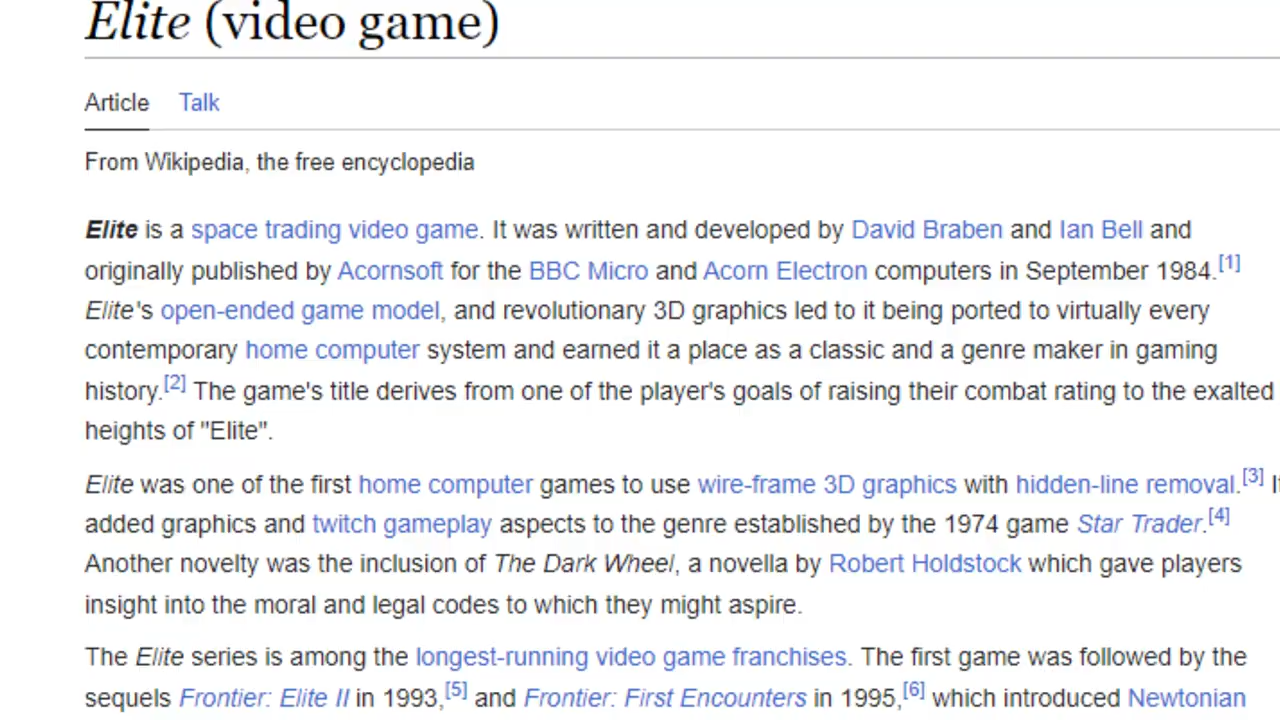 Elite (video game)
Article Talk
From Wikipedia, the free encyclopedia
Elite is a space trading video game. It was written and developed by David Braben and Ian Bell and
originally published by Acornsoft for the BBC Micro and Acorn Electron computers in September 1984.[1]
Elite's open-ended game model, and revolutionary 3D graphics led to it being ported to virtually every
contemporary home computer system and earned it a place as a classic and a genre maker in gaming
history.[2] The game's title derives from one of the player's goals of raising their combat rating to the exalted
heights of "Elite".
Elite was one of the first home computer games to use wire-frame 3D graphics with hidden-line removal.[3]
added graphics and twitch gameplay aspects to the genre established by the 1974 game Star Trader.[4]
Another novelty was the inclusion of The Dark Wheel, a novella by Robert Holdstock which gave players
insight into the moral and legal codes to which they might aspire.
The Elite series is among the longest-running video game franchises. The first game was followed by the
sequels Frontier: Elite II in 1993,[5] and Frontier: First Encounters in 1995,[6] which introduced Newtonian